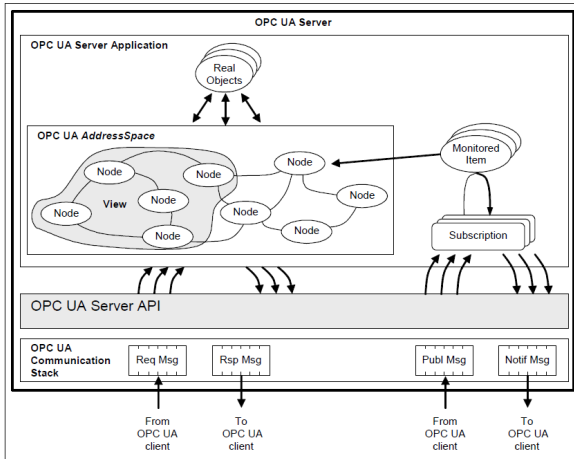 OPC UA Server
OPC UA Server Application
Real
Objects
OPC UA AddressSpace
Monitored
Item
Node
Node
Node
Node
View
Node
Node
Node
Node
Node
Subscription
OPC UA Server API
OPC UA
Communication
Stack
Req Msg
Rsp Msg
Publ Msg
Notif Msg
From
OPC UA
client
To
OPC UA
client
From
OPC UA
client
To
OPC UA
client